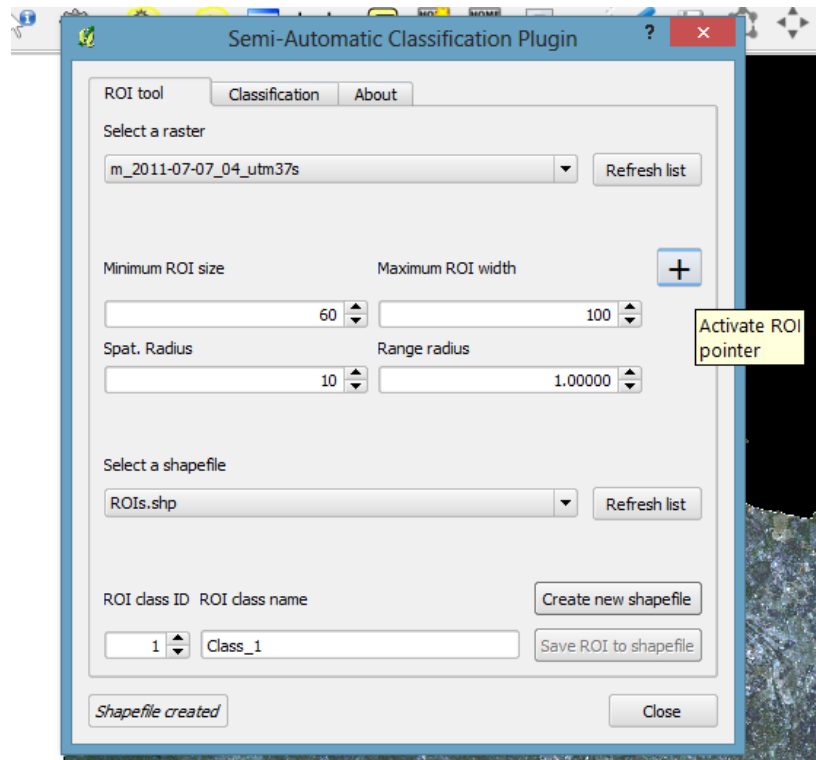 Semi-Automatic Classification Plugin ?
ROI tool Classification About
Select a raster
m_2011-07-07_04_utm37s Refresh list
Minimum ROI size Maximum ROI width +
60 100
Activate ROI
pointer
Spat. Radius Range radius
10 1.00000
Select a shapefile
ROIs.shp Refresh list
ROI class ID ROI class name Create new shapefile
1 Class_1 Save ROI to shapefile
Shapefile created Close